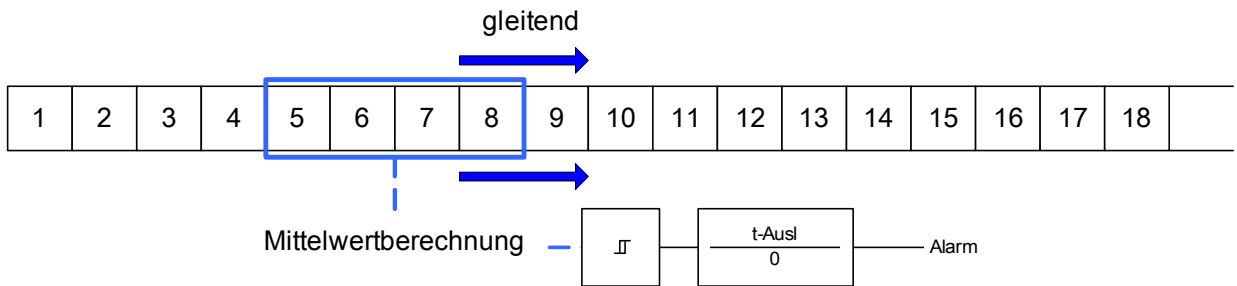 gleitend
1 2 3 4 5 6 7 8 9 10 11 12 13 14 15 16 17 18
Mittelwertberechnung
t-Ausl
0
Alarm